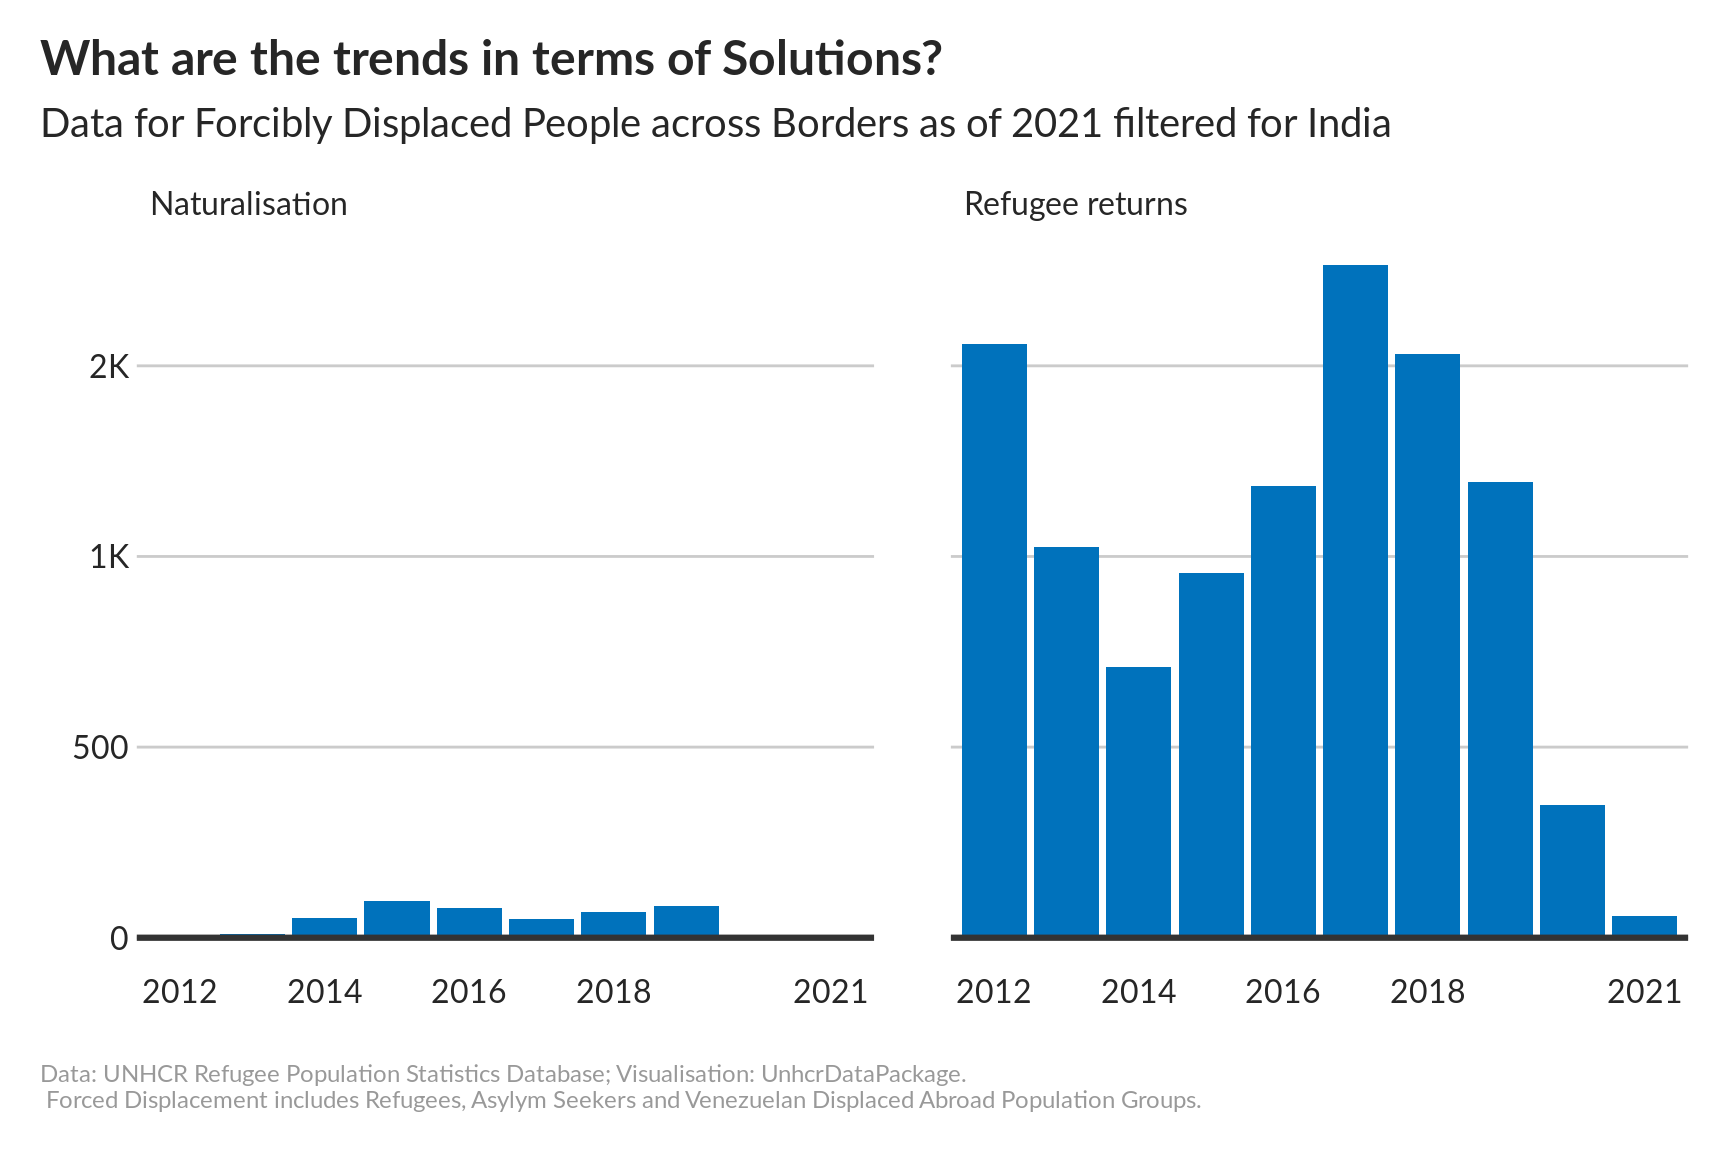 What are the trends in terms of Solutions?
Data for Forcibly Displaced People across Borders as of 2021 filtered for India
Naturalisation
Refugee returns
2K
1K
500
0
2012 2014 2016 2018 2021
2012 2014 2016 2018 2021
Data: UNHCR Refugee Population Statistics Database; Visualisation: UnhcrDataPackage.
Forced Displacement includes Refugees, Asylym Seekers and Venezuelan Displaced Abroad Population Groups.